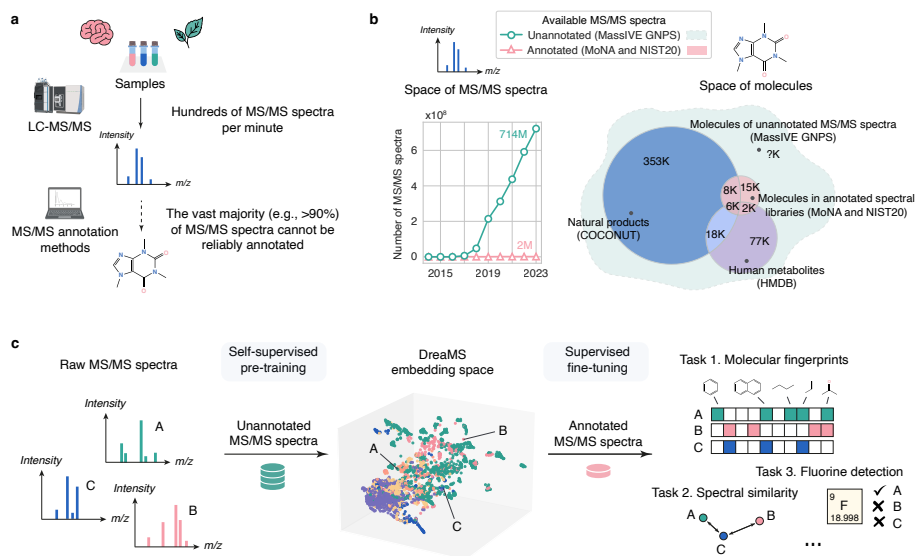 a
Samples
LC-MS/MS
Hundreds of MS/MS spectra
per minute
Intensity
m/z
MS/MS annotation
methods
The vast majority (e.g., >90%)
of MS/MS spectra cannot be
reliably annotated
N
N
N
N
O
O
b
Available MS/MS spectra
Unannotated (MassIVE GNPS)
Annotated (MoNA and NIST20)
m/z
Space of MS/MS spectra
Space of molecules
x10⁸
Number of MS/MS spectra
714M
2M
6
4
2
0
2015
2019
2023
N
N
N
N
O
O
Molecules of unannotated MS/MS spectra
(MassIVE GNPS)
?K
353K
8K
15K
6K
2K
Molecules in annotated spectral
libraries (MoNA and NIST20)
Natural products
(COCONUT)
18K
77K
Human metabolites
(HMDB)
c
Raw MS/MS spectra
Self-supervised
pre-training
DreaMS
embedding space
Supervised
fine-tuning
Task 1. Molecular fingerprints
Intensity
A
m/z
Intensity
C
m/z
Intensity
B
m/z
Unannotated
MS/MS spectra
A
B
C
Annotated
MS/MS spectra
A
B
C
Task 3. Fluorine detection
Task 2. Spectral similarity
A
B
C
9
F
18.998
A
B
C
...